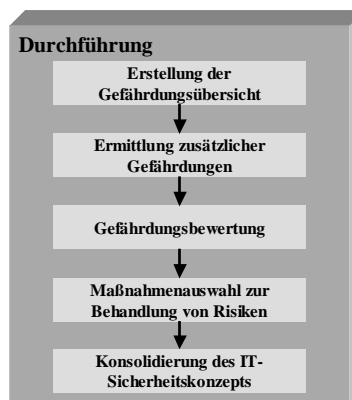 Durchführung
Erstellung der
Gefährdungsübersicht
Ermittlung zusätzlicher
Gefährdungen
Gefährdungsbewertung
Maßnahmenauswahl zur
Behandlung von Risiken
Konsolidierung des IT-
Sicherheitskonzepts